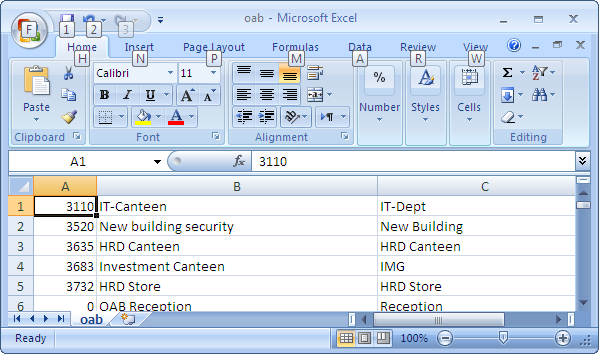 oab - Microsoft Excel
F 1 2 3
Home Insert Page Layout Formulas Data Review View
H N P M A R W
Calibri 11
Paste B I U A A % Number A Styles Cells Σ
Clipboard Font Alignment Editing
A1 fx 3110
A B C
1 3110 IT-Canteen IT-Dept
2 3520 New building security New Building
3 3635 HRD Canteen HRD Canteen
4 3683 Investment Canteen IMG
5 3732 HRD Store HRD Store
6 0 OAB Reception Reception
oab
Ready 100%